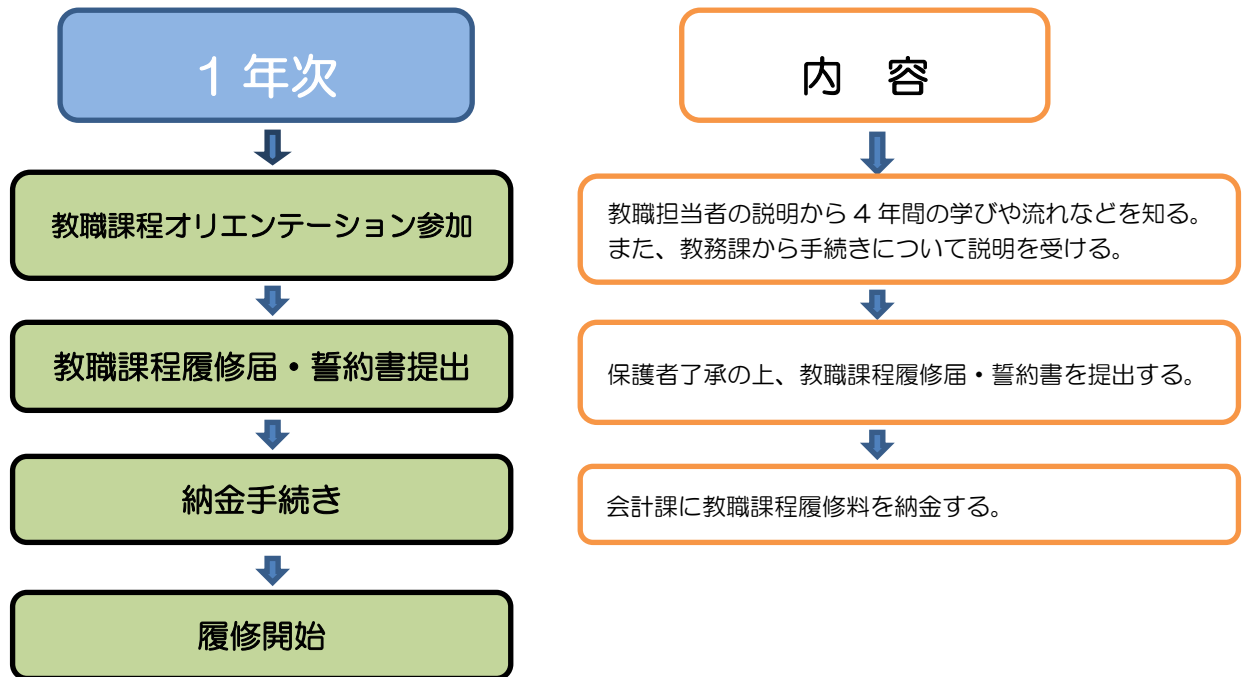 1 年次
教職課程オリエンテーション参加
教職課程履修届・誓約書提出
納金手続き
履修開始
内　容
教職担当者の説明から 4 年間の学びや流れなどを知る。
また、教務課から手続きについて説明を受ける。
保護者了承の上、教職課程履修届・誓約書を提出する。
会計課に教職課程履修料を納金する。